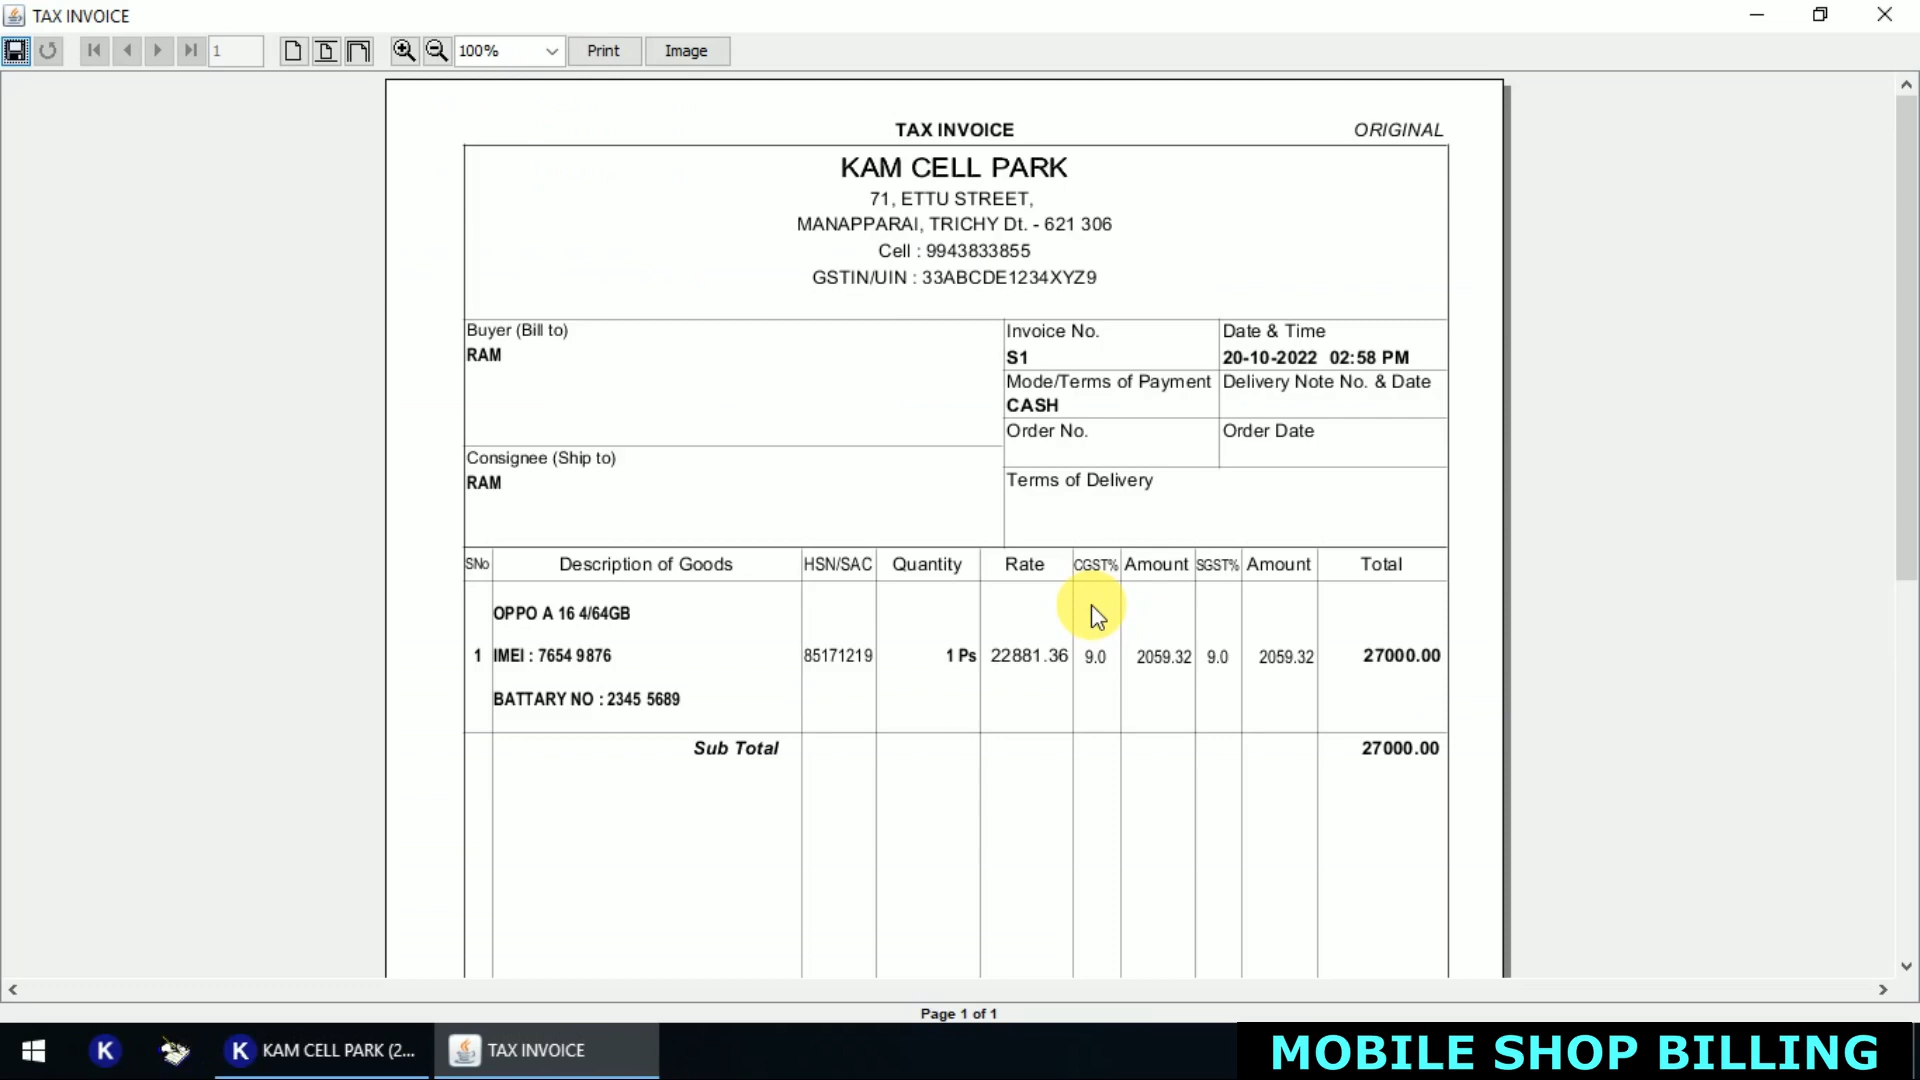 TAX INVOICE
1
100%
Print
Image
TAX INVOICE
ORIGINAL
KAM CELL PARK
71, ETTU STREET,
MANAPPARAI, TRICHY Dt. - 621 306
Cell : 9943833855
GSTIN/UIN : 33ABCDE1234XYZ9
Buyer (Bill to)
RAM
Invoice No.
S1
Date & Time
20-10-2022 02:58 PM
Mode/Terms of Payment
CASH
Delivery Note No. & Date
Order No.
Order Date
Consignee (Ship to)
RAM
Terms of Delivery
SNo Description of Goods HSN/SAC Quantity Rate CGST% Amount SGST% Amount Total
OPPO A 16 4/64GB
1 IMEI : 7654 9876 85171219 1 Ps 22881.36 9.0 2059.32 9.0 2059.32 27000.00
BATTARY NO : 2345 5689
Sub Total 27000.00
Page 1 of 1
K
K KAM CELL PARK (2...
TAX INVOICE
MOBILE SHOP BILLING